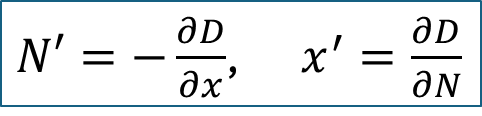 N′ = −∂D/∂x, x′ = ∂D/∂N